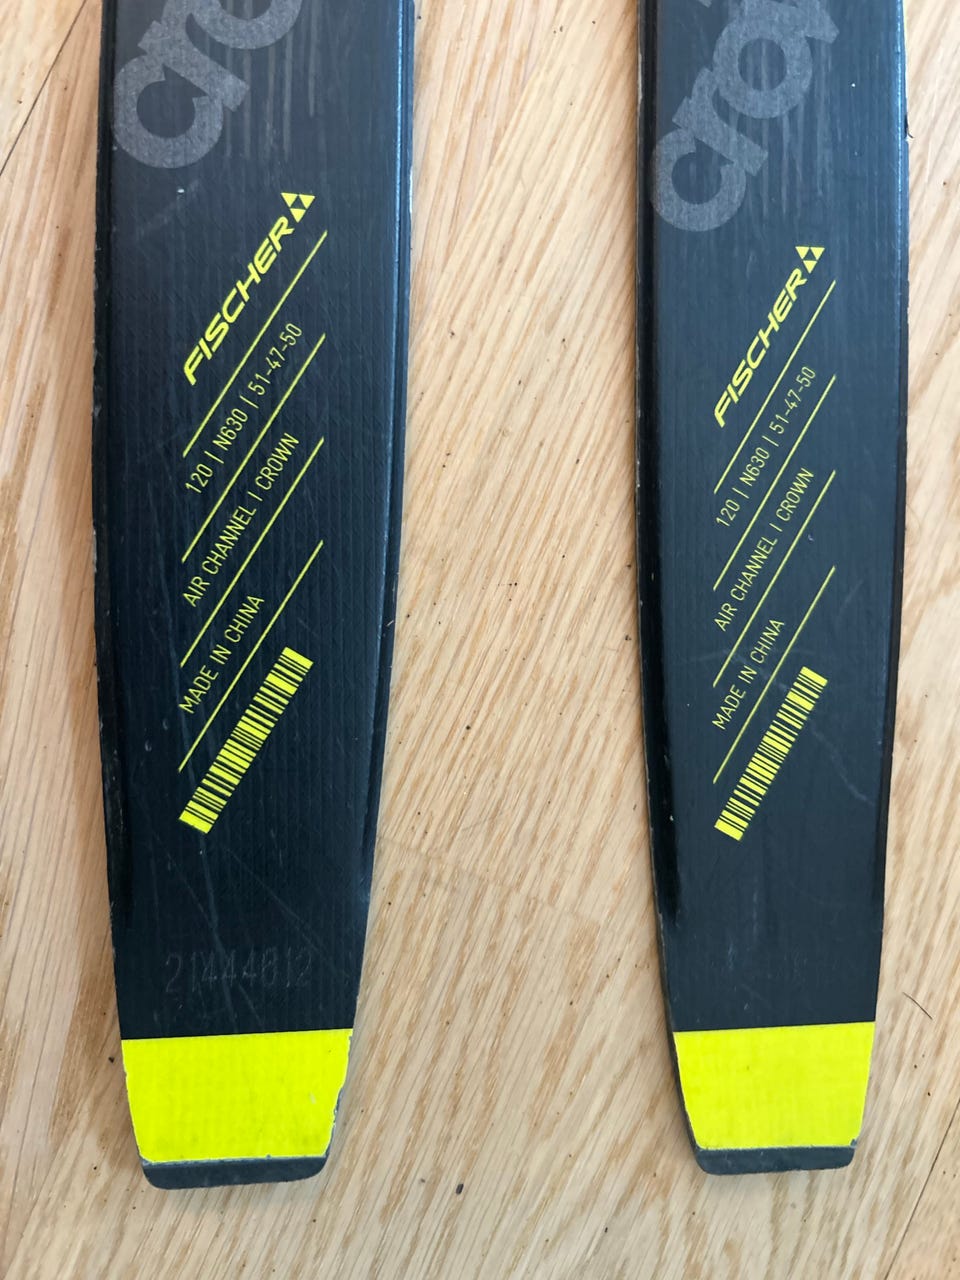 FISCHER
120 | N630 | 51-47-50
AIR CHANNEL | CROWN
MADE IN CHINA
FISCHER
120 | N630 | 51-47-50
AIR CHANNEL | CROWN
MADE IN CHINA